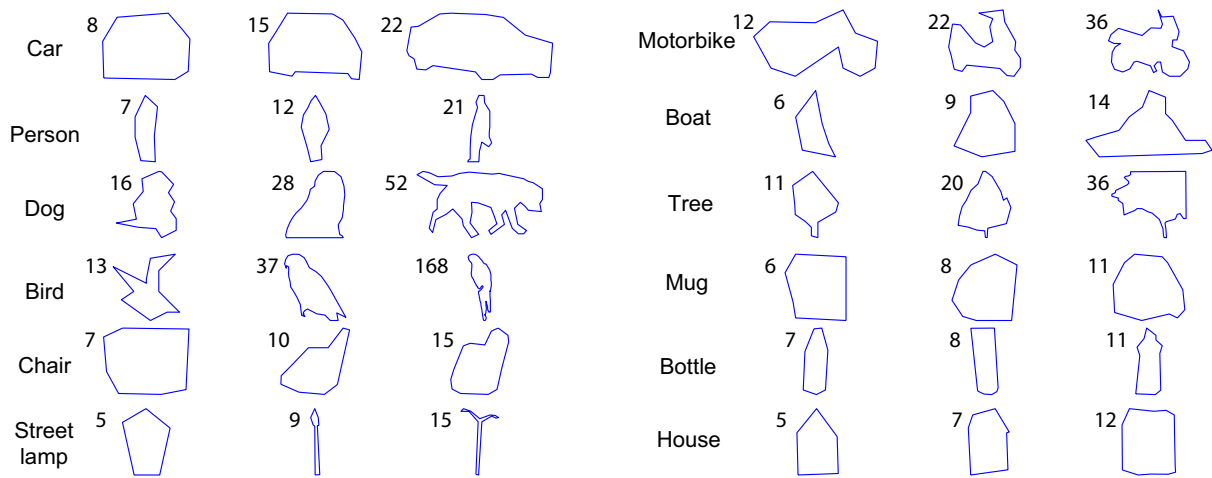 Car 8 15 22
Person 7 12 21
Dog 16 28 52
Bird 13 37 168
Chair 7 10 15
Street lamp 5 9 15
Motorbike 12 22 36
Boat 6 9 14
Tree 11 20 36
Mug 6 8 11
Bottle 7 8 11
House 5 7 12